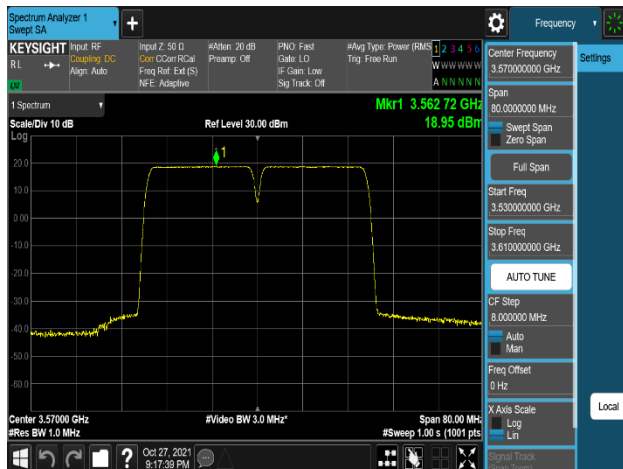 Spectrum Analyzer 1
Swept SA
Frequency
KEYSIGHT
Input: RF
Input Z: 50 Ω
#Atten: 20 dB
PNO: Fast
#Avg Type: Power (RMS
1 2 3 4 5 6
RL
Coupling: DC
Corr CCorr RCal
Preamp: Off
Gate: LO
Trig: Free Run
W W W W W W
Align: Auto
Freq Ref: Ext (S)
IF Gain: Low
NFE: Adaptive
Sig Track: Off
A N N N N N
1 Spectrum
Mkr1 3.562 72 GHz
Scale/Div 10 dB
Ref Level 30.00 dBm
18.95 dBm
Log
1
20.0
10.0
0.00
-10.0
-20.0
-30.0
-40.0
-50.0
-60.0
Center 3.57000 GHz
#Video BW 3.0 MHz*
Span 80.00 MHz
#Res BW 1.0 MHz
#Sweep 1.00 s (1001 pts)
?
Oct 27, 2021
9:17:39 PM
Center Frequency
3.570000000 GHz
Settings
Span
80.0000000 MHz
Swept Span
Zero Span
Full Span
Start Freq
3.530000000 GHz
Stop Freq
3.610000000 GHz
AUTO TUNE
CF Step
8.000000 MHz
Auto
Man
Freq Offset
0 Hz
X Axis Scale
Log
Lin
Local
Signal Track
(Span Zoom)